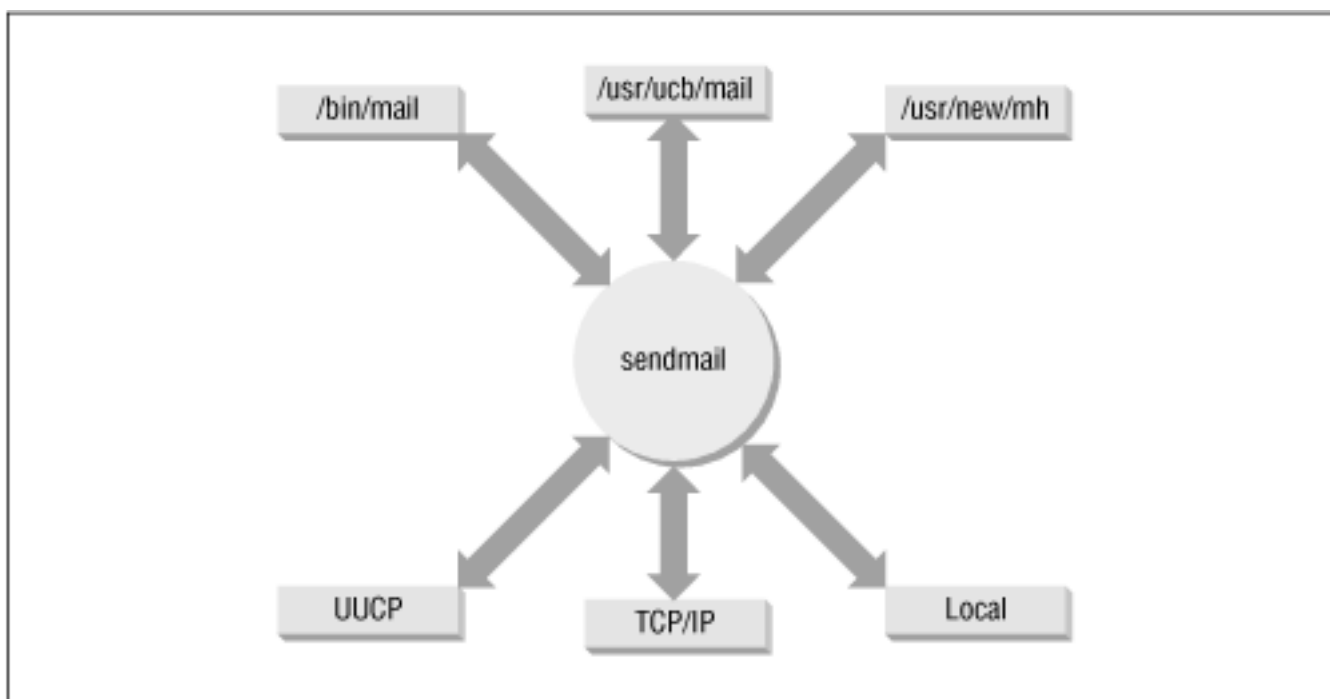 /bin/mail
/usr/ucb/mail
/usr/new/mh
sendmail
UUCP
TCP/IP
Local